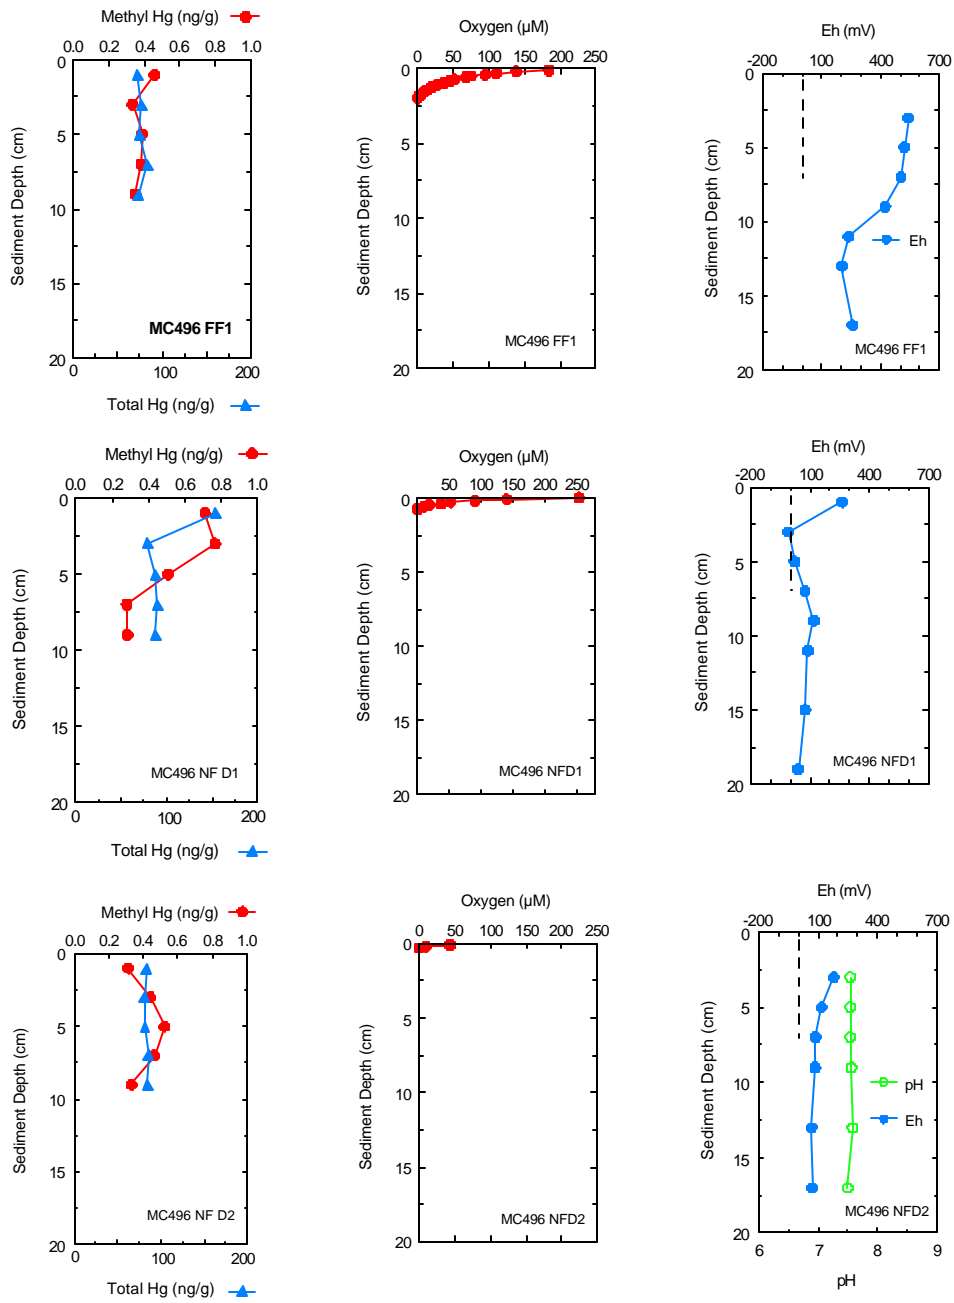 Methyl Hg (ng/g)
0.0 0.2 0.4 0.6 0.8 1.0
0
5
10
15
20
Sediment Depth (cm)
MC496 FF1
0 100 200
Total Hg (ng/g)
Oxygen (µM)
0 50 100 150 200 250
0
5
10
15
20
Sediment Depth (cm)
MC496 FF1
Eh (mV)
-200 100 400 700
0
5
10
15
20
Sediment Depth (cm)
Eh
MC496 FF1
Methyl Hg (ng/g)
0.0 0.2 0.4 0.6 0.8 1.0
0
5
10
15
20
Sediment Depth (cm)
MC496 NF D1
0 100 200
Total Hg (ng/g)
Oxygen (µM)
50 100 150 200 250
0
5
10
15
20
Sediment Depth (cm)
MC496 NFD1
Eh (mV)
-200 100 400 700
0
5
10
15
20
Sediment Depth (cm)
MC496 NFD1
Methyl Hg (ng/g)
0.0 0.2 0.4 0.6 0.8 1.0
0
5
10
15
20
Sediment Depth (cm)
MC496 NF D2
0 100 200
Total Hg (ng/g)
Oxygen (µM)
0 50 100 150 200 250
0
5
10
15
20
Sediment Depth (cm)
MC496 NFD2
Eh (mV)
-200 100 400 700
0
5
10
15
20
Sediment Depth (cm)
pH
Eh
MC496 NFD2
6 7 8 9
pH